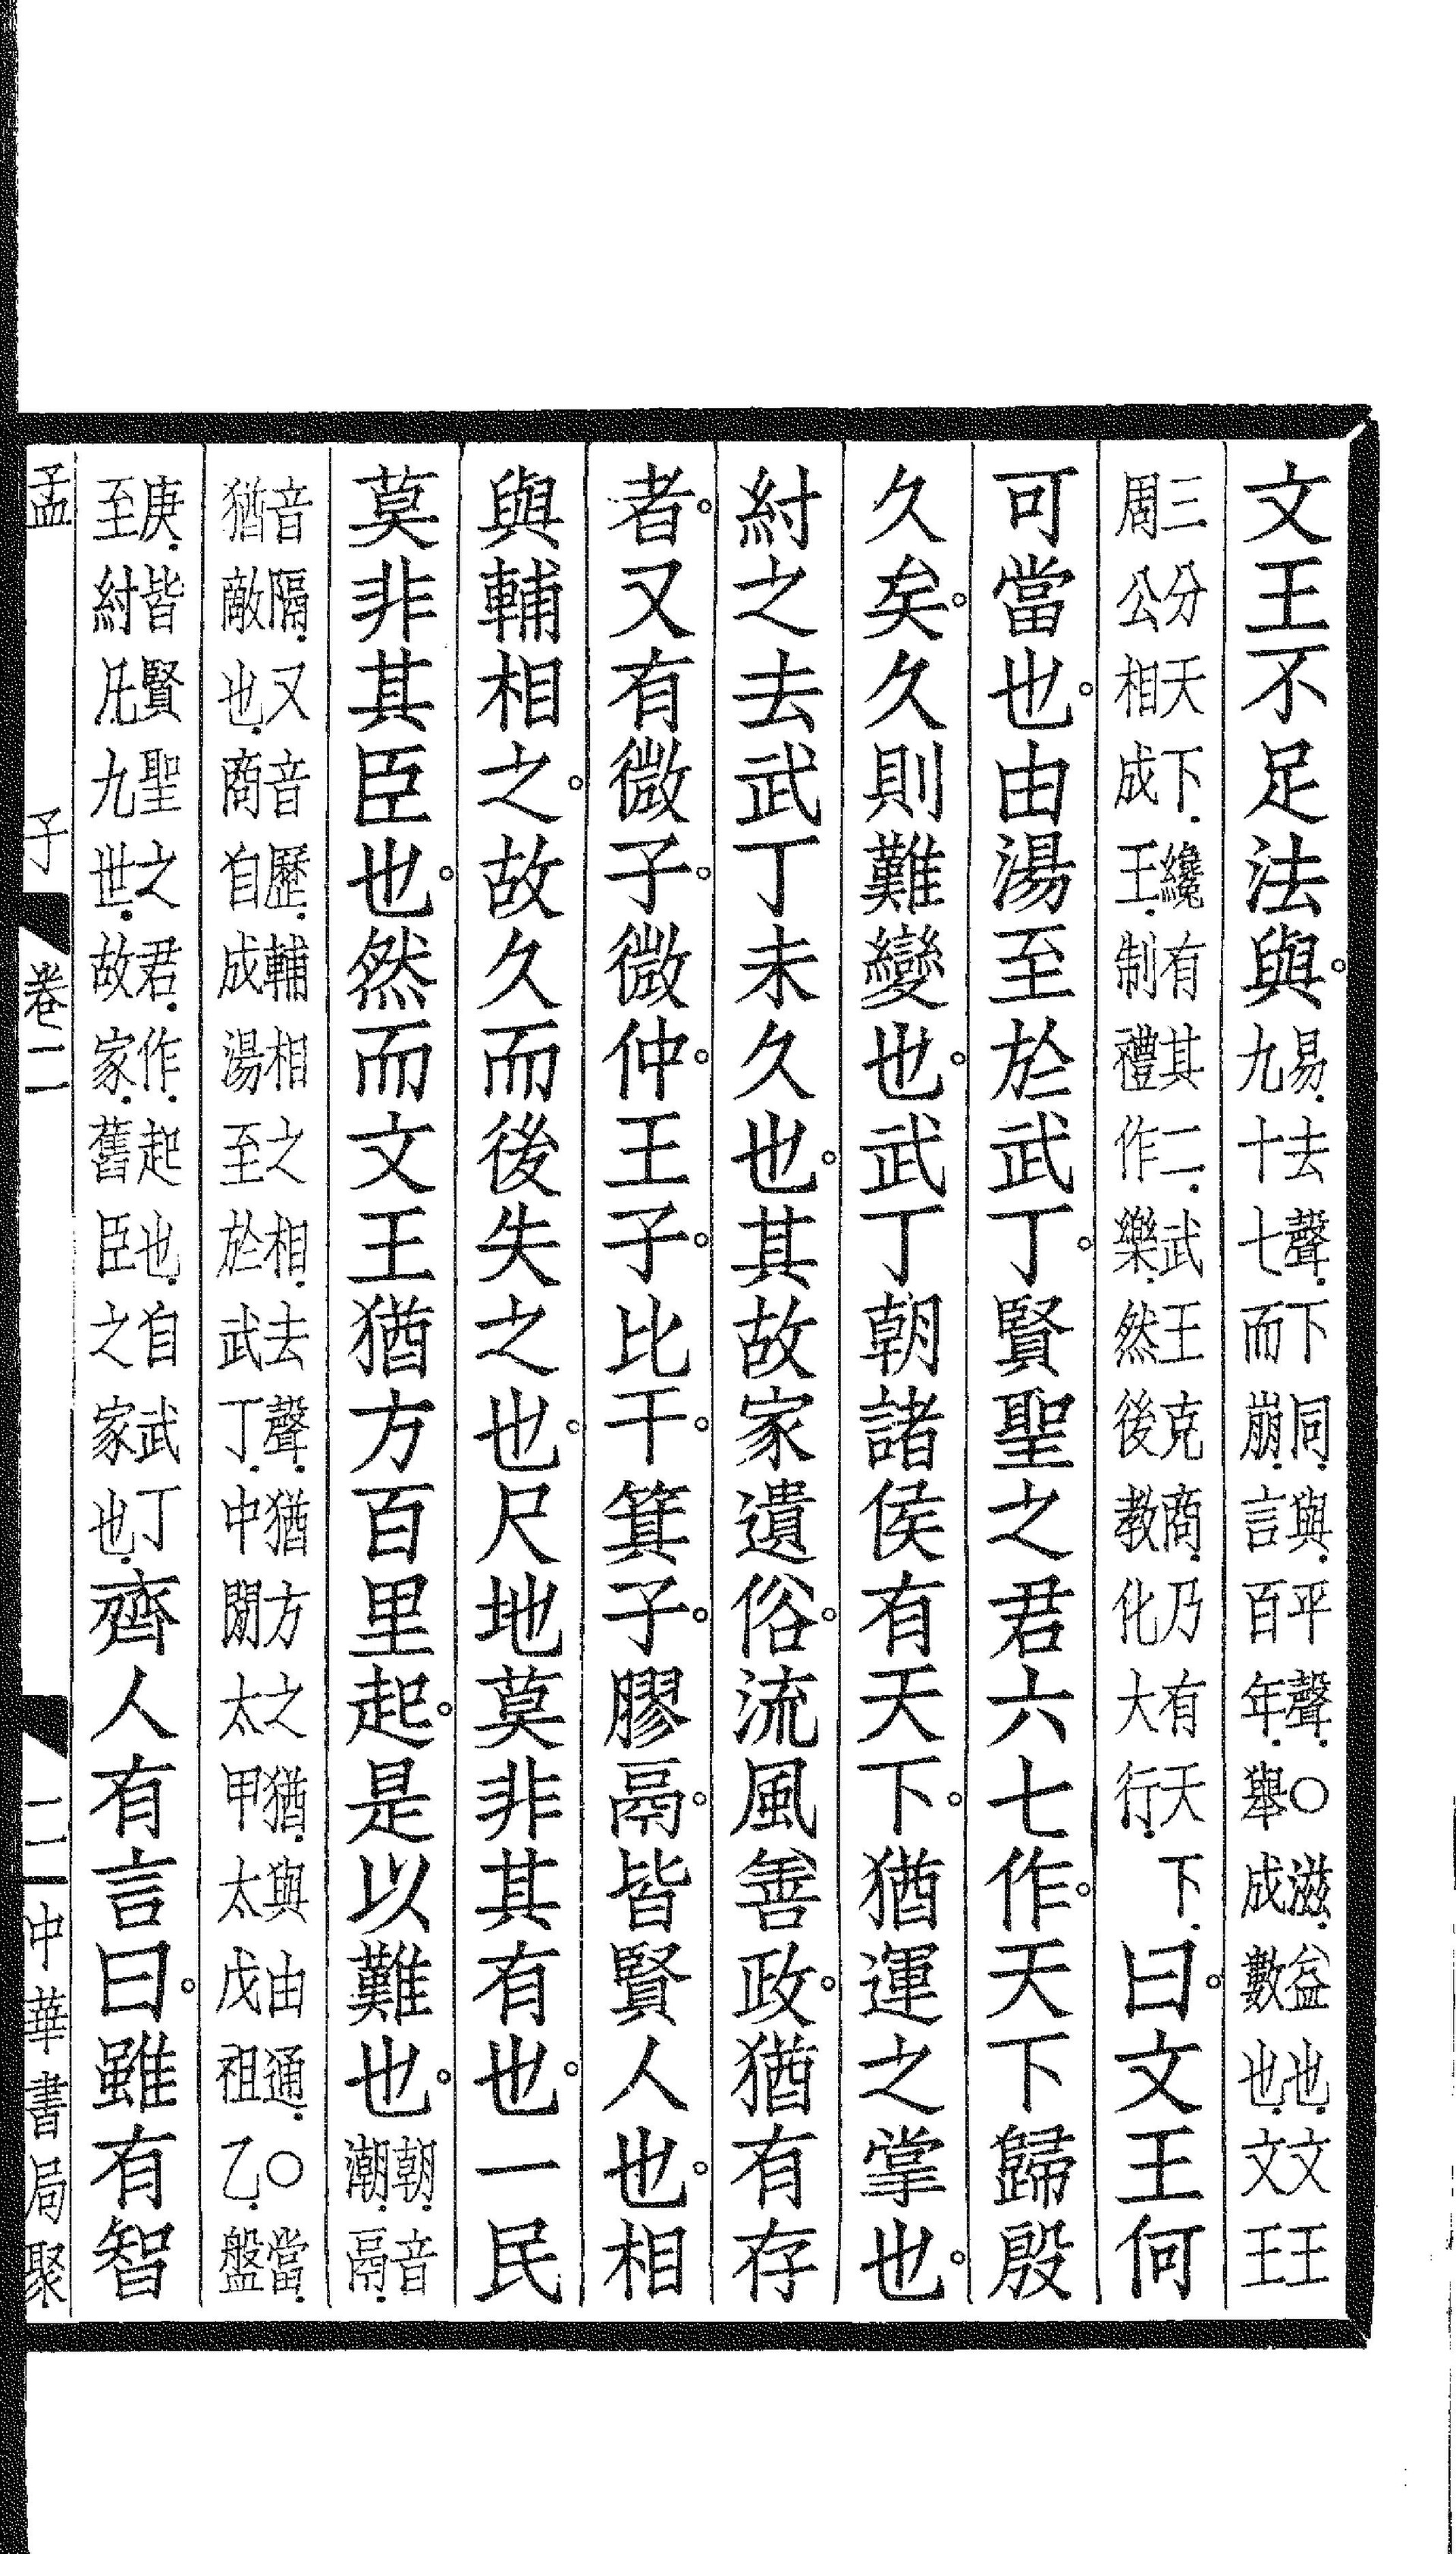 文王不足法與。易去聲下同與平聲○滋益也文王九十七而崩言百年舉成數也文王
三分天下纔有其二武王克商乃有天下周公相成王制禮作樂然後教化大行曰。文王何
可當也。由湯至於武丁。賢聖之君六七作。天下歸殷
久矣。久則難變也。武丁朝諸侯有天下。猶運之掌也。
紂之去武丁未久也。其故家遺俗。流風善政。猶有存
者。又有微子。微仲。王子。比干。箕子。膠鬲。皆賢人也。相
與輔相之。故久而後失之也。尺地莫非其有也。一民
莫非其臣也。然而文王猶方百里起。是以難也。朝音潮鬲
音隔又音歷輔相之相去聲猶方之猶與由通○當猶敵也商自成湯至於武丁中閒太甲太戊祖乙盤
庚皆賢聖之君作起也自武丁至紂凡九世故家舊臣之家也齊人有言曰。雖有智
孟子 卷二 二 中華書局聚